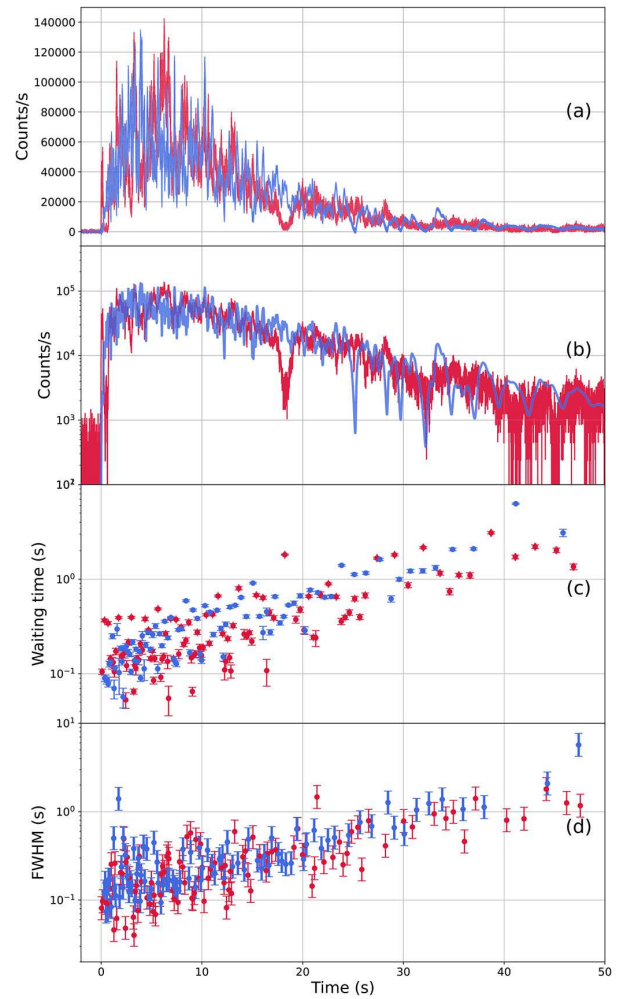 140000
120000
100000
80000
60000
40000
20000
0
Counts/s
(a)
10⁵
10⁴
10³
10²
Counts/s
(b)
10⁰
10⁻¹
Waiting time (s)
(c)
10¹
10⁰
10⁻¹
FWHM (s)
(d)
0 10 20 30 40 50
Time (s)